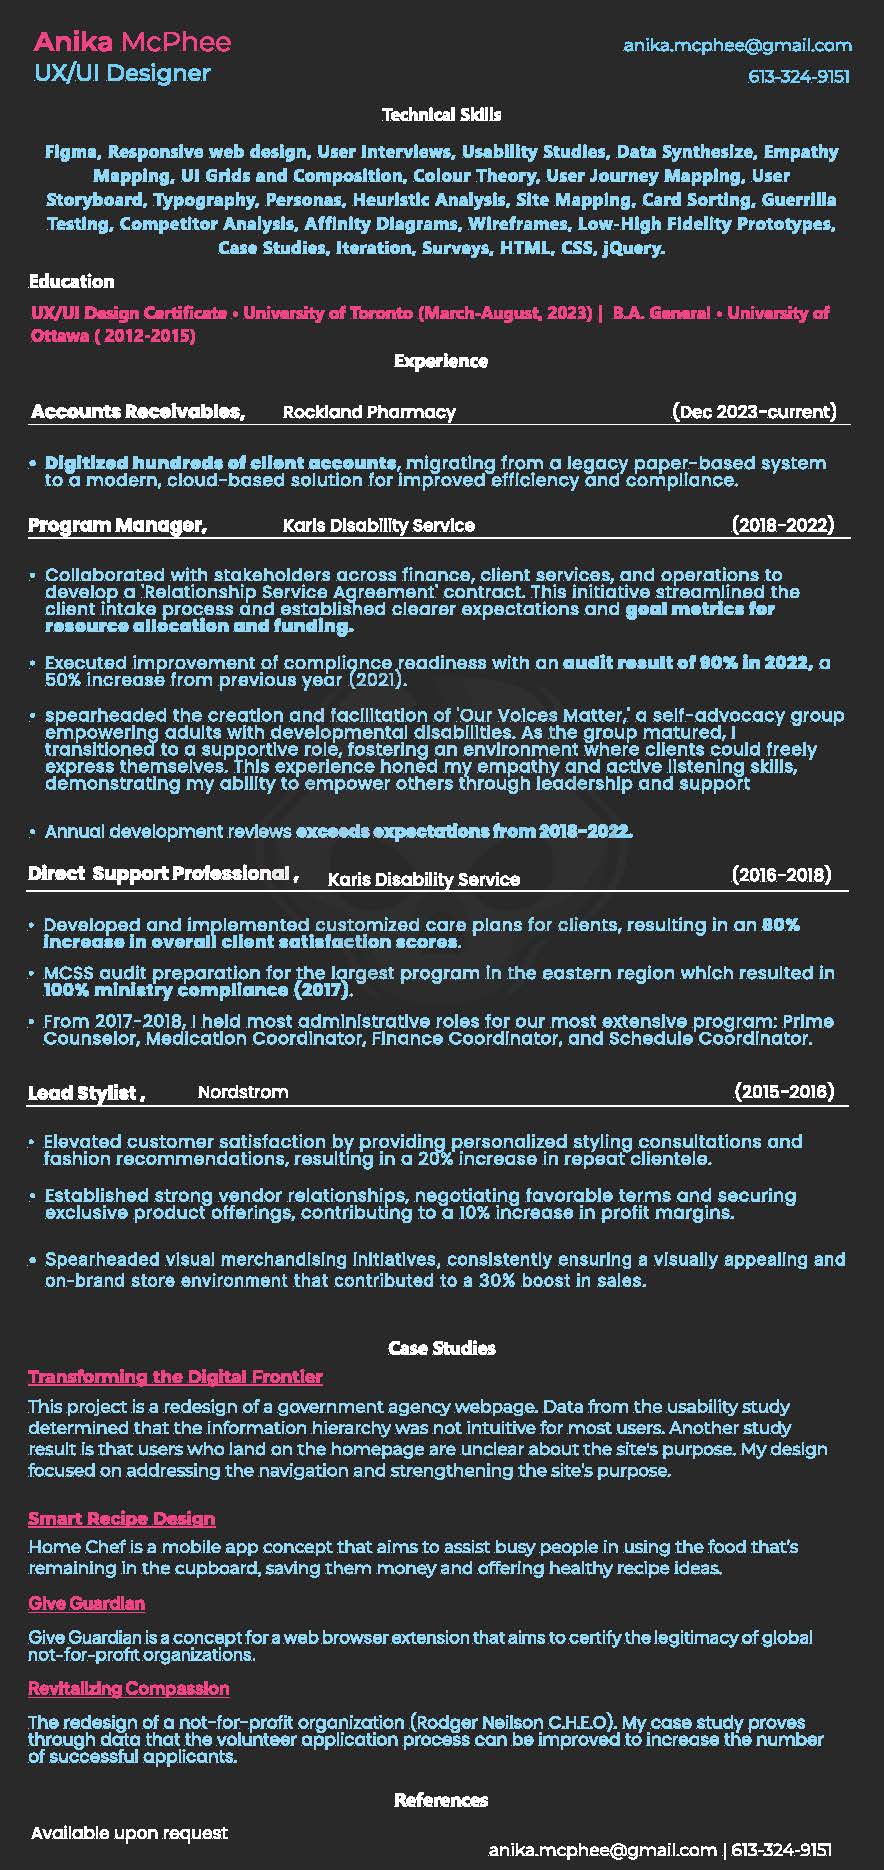 Anika McPhee
anika.mcphee@gmail.com
UX/UI Designer
613-324-9151
Technical Skills
Figma, Responsive web design, User Interviews, Usability Studies, Data Synthesize, Empathy
Mapping, UI Grids and Composition, Colour Theory, User Journey Mapping, User
Storyboard, Typography, Personas, Heuristic Analysis, Site Mapping, Card Sorting, Guerrilla
Testing, Competitor Analysis, Affinity Diagrams, Wireframes, Low-High Fidelity Prototypes,
Case Studies, Iteration, Surveys, HTML, CSS, jQuery.
Education
UX/UI Design Certificate • University of Toronto (March-August, 2023) | B.A. General • University of
Ottawa ( 2012-2015)
Experience
Accounts Receivables, Rockland Pharmacy (Dec 2023-current)
• Digitized hundreds of client accounts, migrating from a legacy paper-based system
to a modern, cloud-based solution for improved efficiency and compliance.
Program Manager, Karis Disability Service (2018-2022)
• Collaborated with stakeholders across finance, client services, and operations to
develop a 'Relationship Service Agreement' contract. This initiative streamlined the
client intake process and established clearer expectations and goal metrics for
resource allocation and funding.
• Executed improvement of compliance readiness with an audit result of 90% in 2022, a
50% increase from previous year (2021).
• spearheaded the creation and facilitation of 'Our Voices Matter,' a self-advocacy group
empowering adults with developmental disabilities. As the group matured, I
transitioned to a supportive role, fostering an environment where clients could freely
express themselves. This experience honed my empathy and active listening skills,
demonstrating my ability to empower others through leadership and support
• Annual development reviews exceeds expectations from 2018-2022.
Direct Support Professional , Karis Disability Service (2016-2018)
• Developed and implemented customized care plans for clients, resulting in an 80%
increase in overall client satisfaction scores.
• MCSS audit preparation for the largest program in the eastern region which resulted in
100% ministry compliance (2017).
• From 2017-2018, I held most administrative roles for our most extensive program: Prime
Counselor, Medication Coordinator, Finance Coordinator, and Schedule Coordinator.
Lead Stylist , Nordstrom (2015-2016)
• Elevated customer satisfaction by providing personalized styling consultations and
fashion recommendations, resulting in a 20% increase in repeat clientele.
• Established strong vendor relationships, negotiating favorable terms and securing
exclusive product offerings, contributing to a 10% increase in profit margins.
• Spearheaded visual merchandising initiatives, consistently ensuring a visually appealing and
on-brand store environment that contributed to a 30% boost in sales.
Case Studies
Transforming the Digital Frontier
This project is a redesign of a government agency webpage. Data from the usability study
determined that the information hierarchy was not intuitive for most users. Another study
result is that users who land on the homepage are unclear about the site's purpose. My design
focused on addressing the navigation and strengthening the site's purpose.
Smart Recipe Design
Home Chef is a mobile app concept that aims to assist busy people in using the food that's
remaining in the cupboard, saving them money and offering healthy recipe ideas.
Give Guardian
Give Guardian is a concept for a web browser extension that aims to certify the legitimacy of global
not-for-profit organizations.
Revitalizing Compassion
The redesign of a not-for-profit organization (Rodger Neilson C.H.E.O). My case study proves
through data that the volunteer application process can be improved to increase the number
of successful applicants.
References
Available upon request
anika.mcphee@gmail.com | 613-324-9151